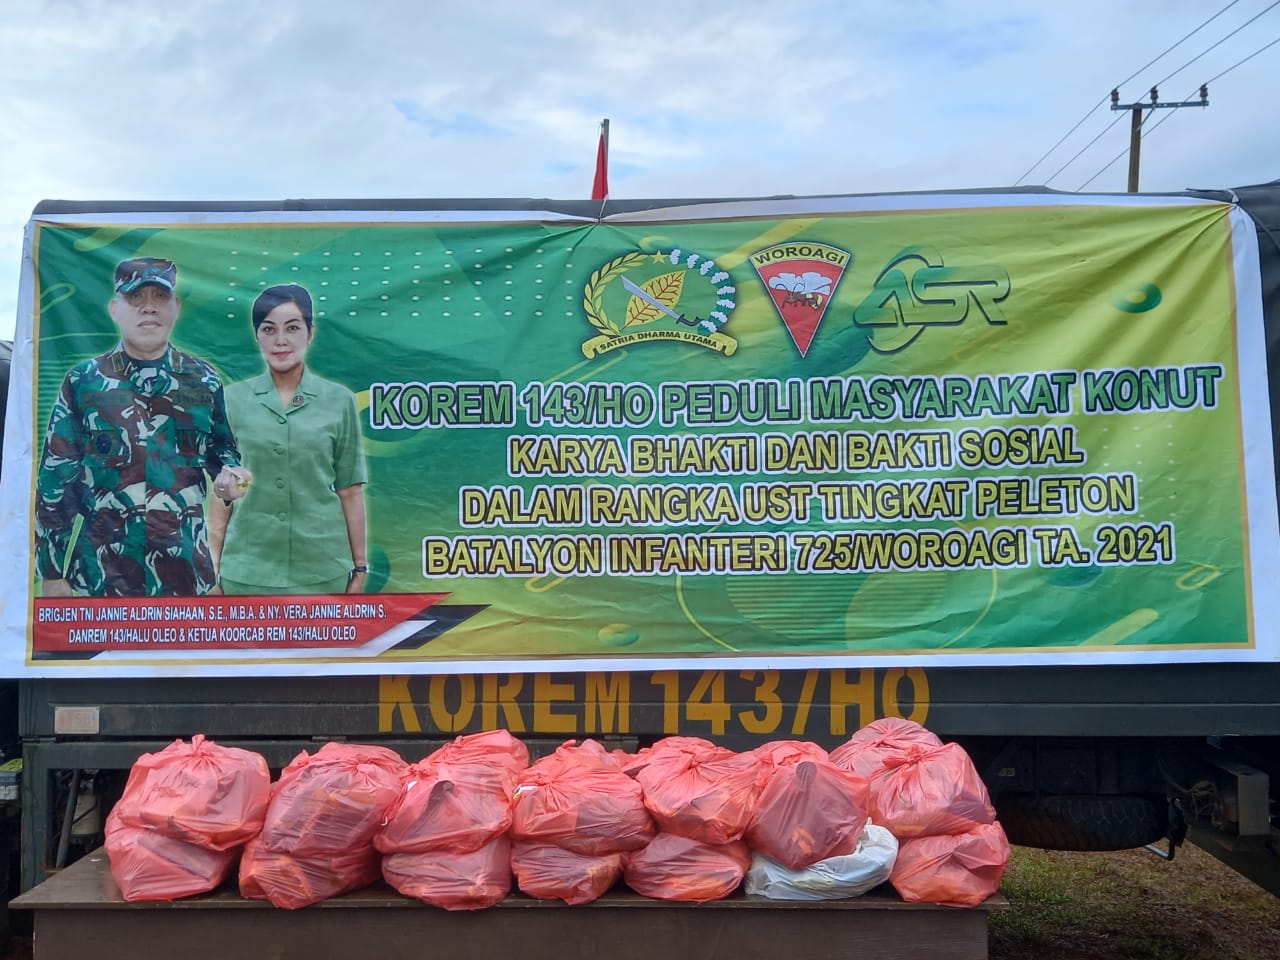 SATRIA DHARMA UTAMA
WOROAGI
ASR
KOREM 143/HO PEDULI MASYARAKAT KONUT
KARYA BHAKTI DAN BAKTI SOSIAL
DALAM RANGKA UST TINGKAT PELETON
BATALYON INFANTERI 725/WOROAGI TA. 2021
BRIGJEN TNI JANNIE ALDRIN SIAHAAN, S.E., M.B.A. & NY. VERA JANNIE ALDRIN S.
DANREM 143/HALU OLEO & KETUA KOORCAB REM 143/HALU OLEO
KOREM 143/HO